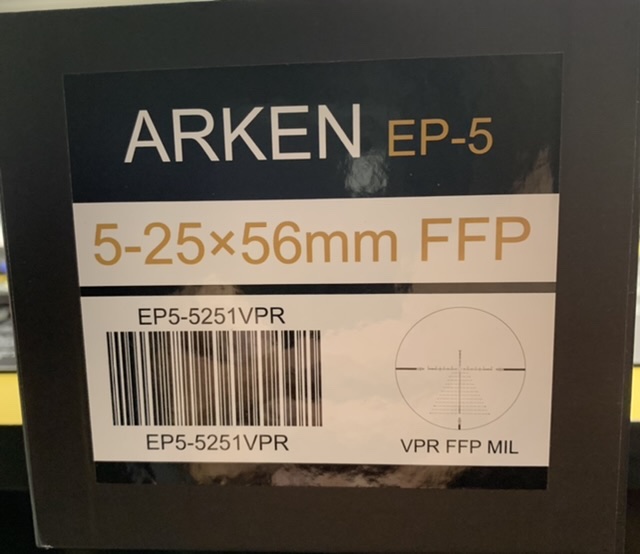 ARKEN EP-5
5-25×56mm FFP
EP5-5251VPR
EP5-5251VPR
VPR FFP MIL